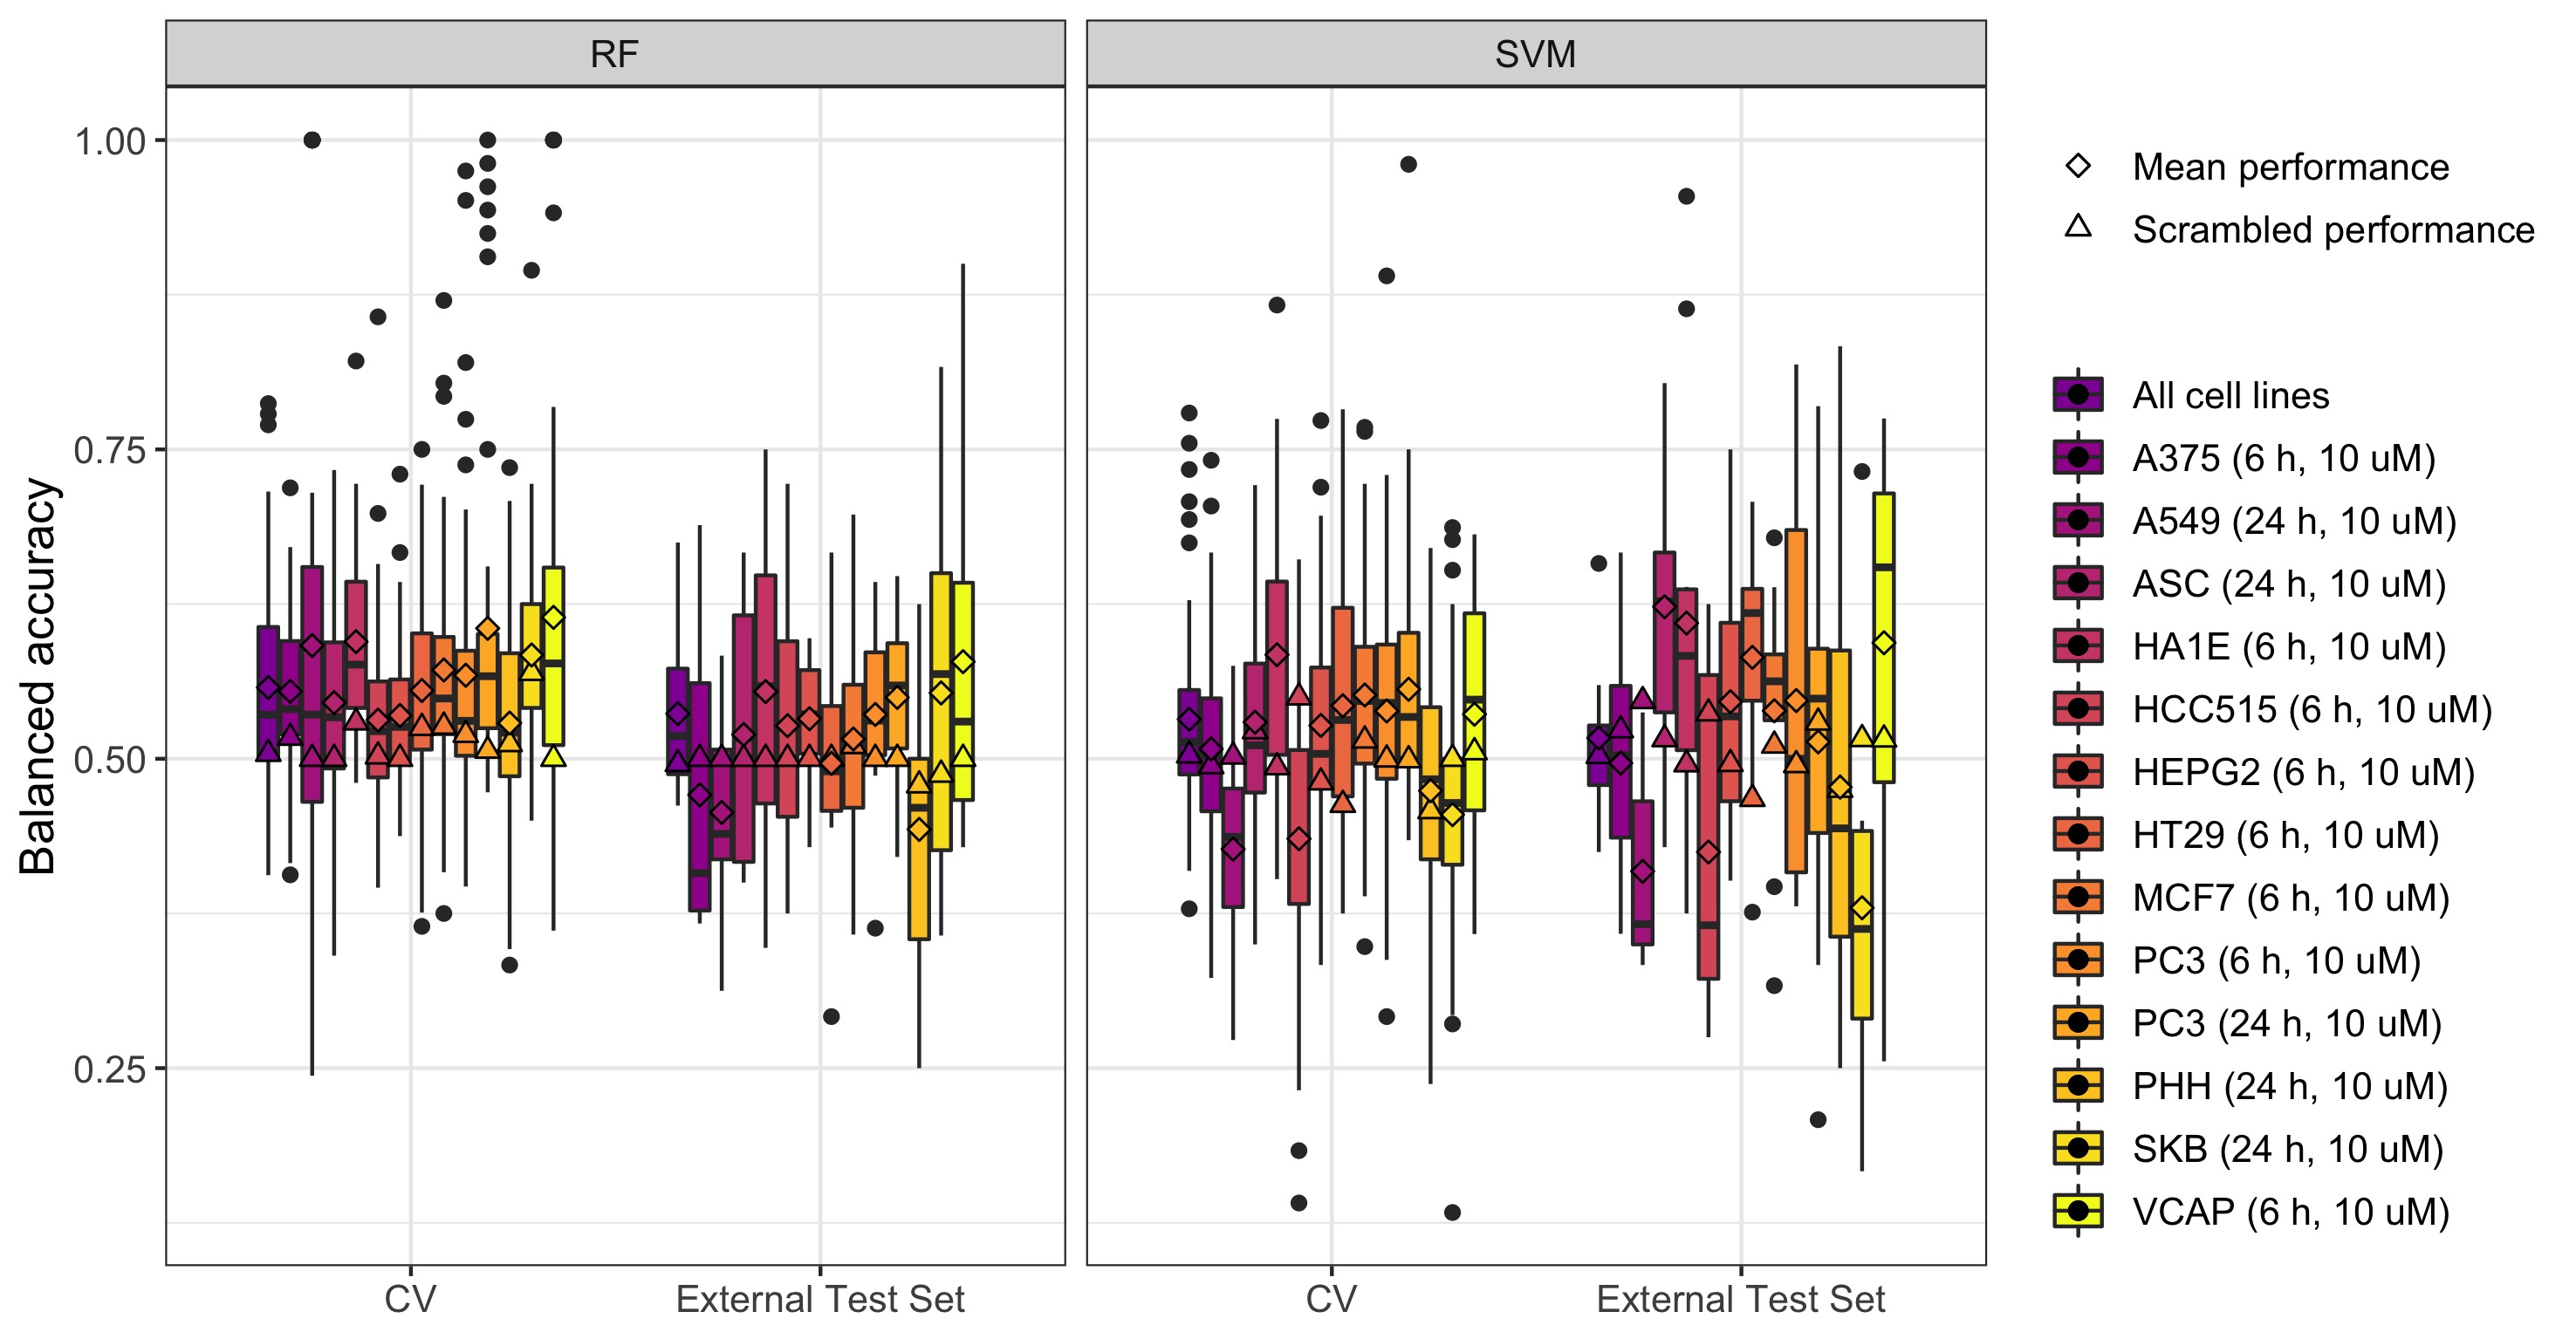 RF
SVM
Balanced accuracy
1.00
0.75
0.50
0.25
CV
External Test Set
CV
External Test Set
Mean performance
Scrambled performance
All cell lines
A375 (6 h, 10 uM)
A549 (24 h, 10 uM)
ASC (24 h, 10 uM)
HA1E (6 h, 10 uM)
HCC515 (6 h, 10 uM)
HEPG2 (6 h, 10 uM)
HT29 (6 h, 10 uM)
MCF7 (6 h, 10 uM)
PC3 (6 h, 10 uM)
PC3 (24 h, 10 uM)
PHH (24 h, 10 uM)
SKB (24 h, 10 uM)
VCAP (6 h, 10 uM)